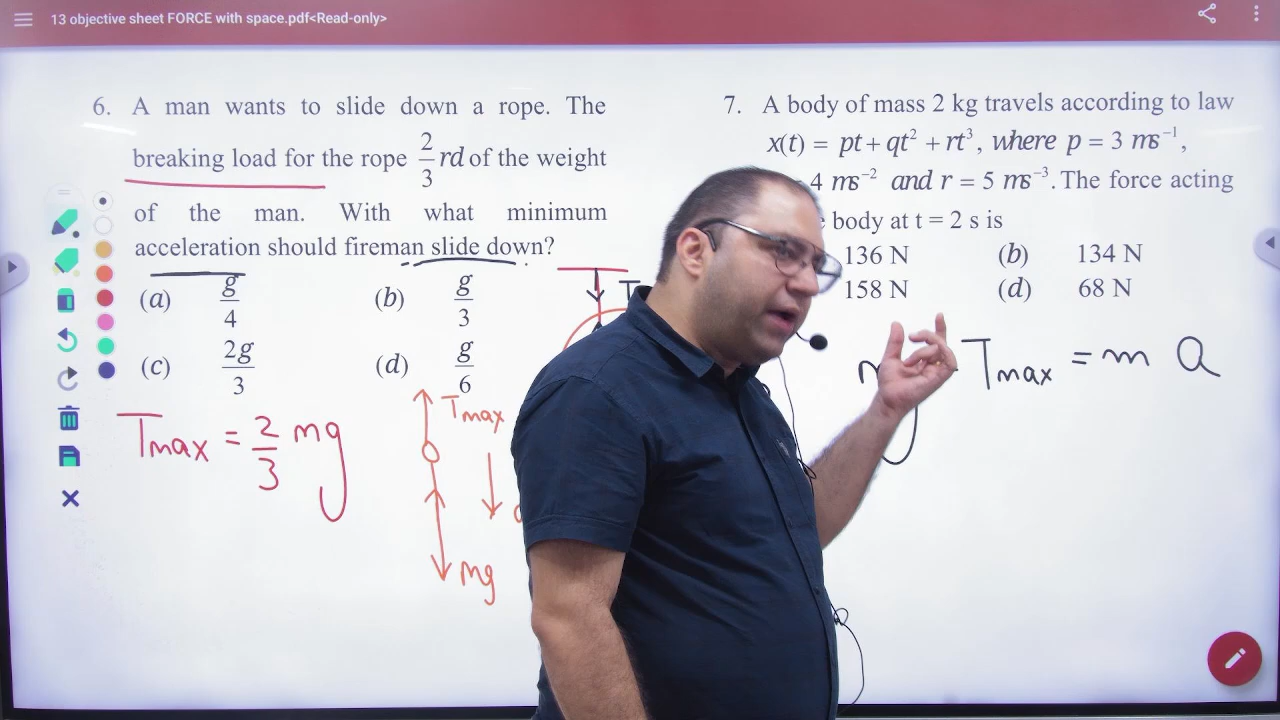 13 objective sheet FORCE with space.pdf<Read-only>
6. A man wants to slide down a rope. The
breaking load for the rope 2/3 rd of the weight
of the man. With what minimum
acceleration should fireman slide down?
(a) g/4 (b) g/3
(c) 2g/3 (d) g/6
Tmax = 2/3 mg
Tmax
mg
T
7. A body of mass 2 kg travels according to law
x(t) = pt + qt² + rt³, where p = 3 ms⁻¹,
4 ms⁻² and r = 5 ms⁻³. The force acting
body at t = 2 s is
136 N (b) 134 N
158 N (d) 68 N
Tmax = m a